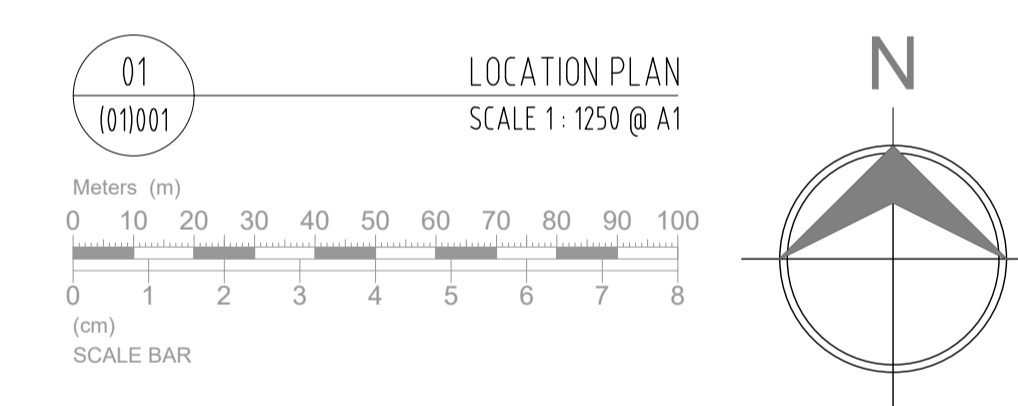 01
(01)001
LOCATION PLAN
SCALE 1 : 1250 @ A1
N
Meters (m)
0 10 20 30 40 50 60 70 80 90 100
0 1 2 3 4 5 6 7 8
(cm)
SCALE BAR